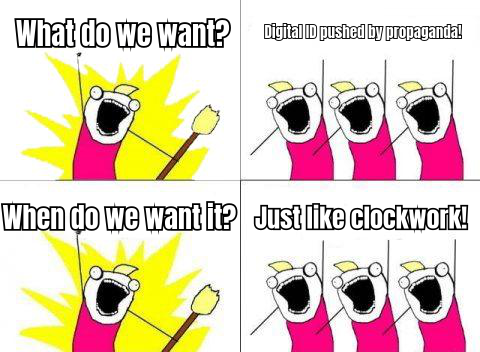 What do we want?
Digital ID pushed by propaganda!
When do we want it?
Just like clockwork!